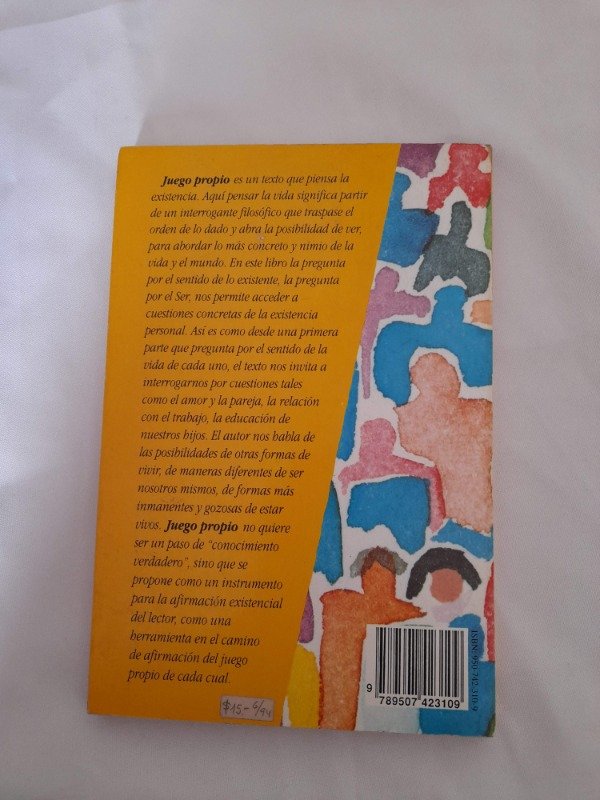 Juego propio es un texto que piensa la
existencia. Aquí pensar la vida significa partir
de un interrogante filosófico que traspase el
orden de lo dado y abra la posibilidad de ver,
para abordar lo más concreto y nimio de la
vida y el mundo. En este libro la pregunta
por el sentido de lo existente, la pregunta
por el Ser, nos permite acceder a
cuestiones concretas de la existencia
personal. Así es como desde una primera
parte que pregunta por el sentido de la
vida de cada uno, el texto nos invita a
interrogarnos por cuestiones tales
como el amor y la pareja, la relación
con el trabajo, la educación de
nuestros hijos. El autor nos habla de
las posibilidades de otras formas de
vivir, de maneras diferentes de ser
nosotros mismos, de formas más
inmanentes y gozosas de estar
vivos. Juego propio no quiere
ser un paso de "conocimiento
verdadero", sino que se
propone como un instrumento
para la afirmación existencial
del lector, como una
herramienta en el camino
de afirmación del juego
propio de cada cual.
$15.- 6/94
ISBN: 950-742-310-9
9 789507 423109